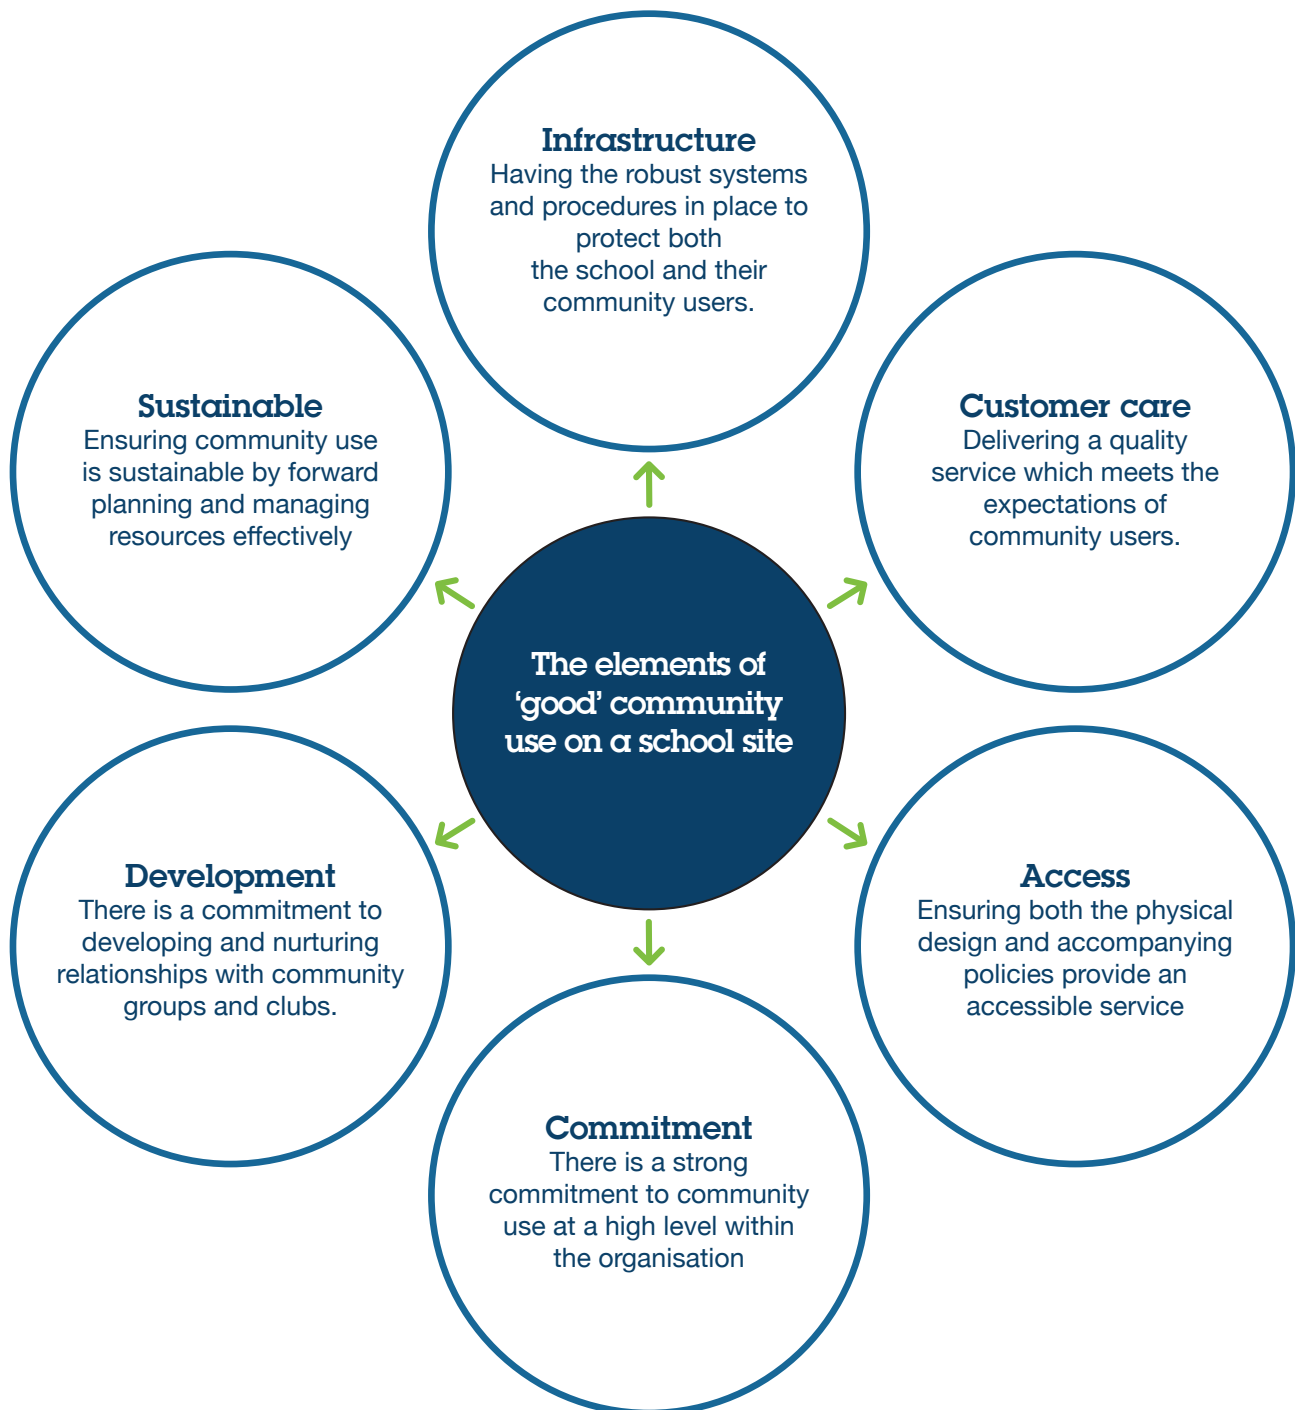 Infrastructure
Having the robust systems
and procedures in place to
protect both
the school and their
community users.
Sustainable
Ensuring community use
is sustainable by forward
planning and managing
resources effectively
Customer care
Delivering a quality
service which meets the
expectations of
community users.
The elements of
‘good’ community
use on a school site
Development
There is a commitment to
developing and nurturing
relationships with community
groups and clubs.
Access
Ensuring both the physical
design and accompanying
policies provide an
accessible service
Commitment
There is a strong
commitment to community
use at a high level within
the organisation